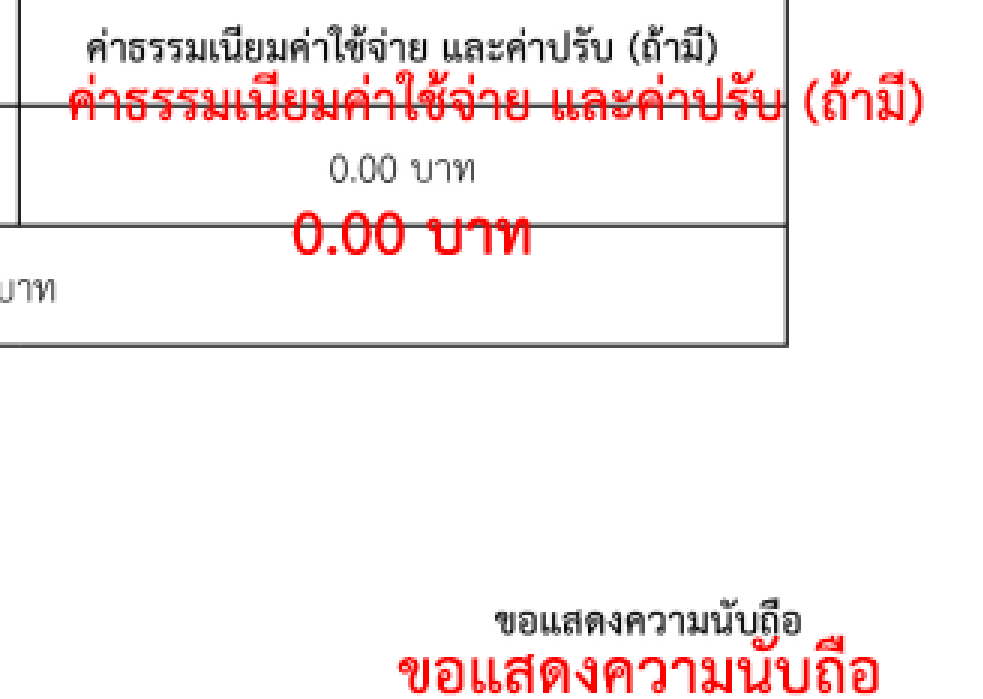 ค่าธรรมเนียมค่าใช้จ่าย และค่าปรับ (ถ้ามี)
ค่าธรรมเนียมค่าใช้จ่าย และค่าปรับ (ถ้ามี)
0.00 บาท
0.00 บาท
บาท
ขอแสดงความนับถือ
ขอแสดงความนับถือ